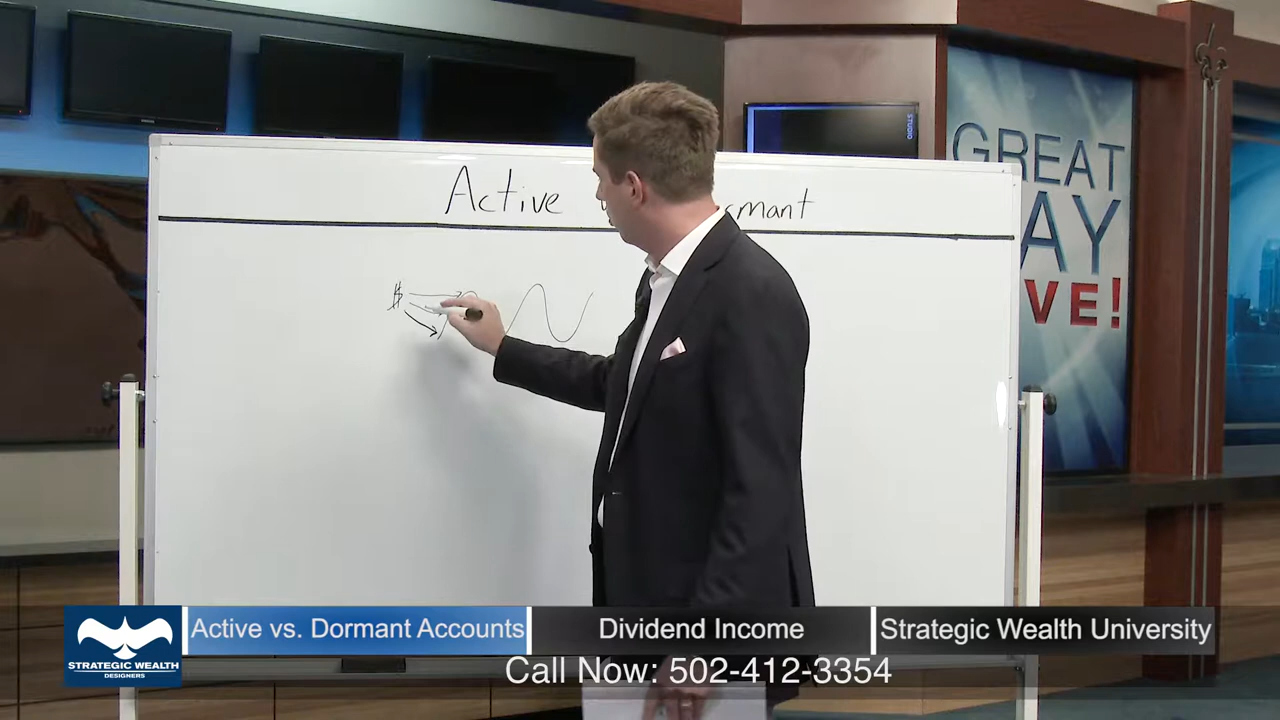 Active
rmant
$
STUDIO
GREAT
AY
VE!
Active vs. Dormant Accounts
Dividend Income
Strategic Wealth University
STRATEGIC WEALTH
DESIGNERS
Call Now: 502-412-3354